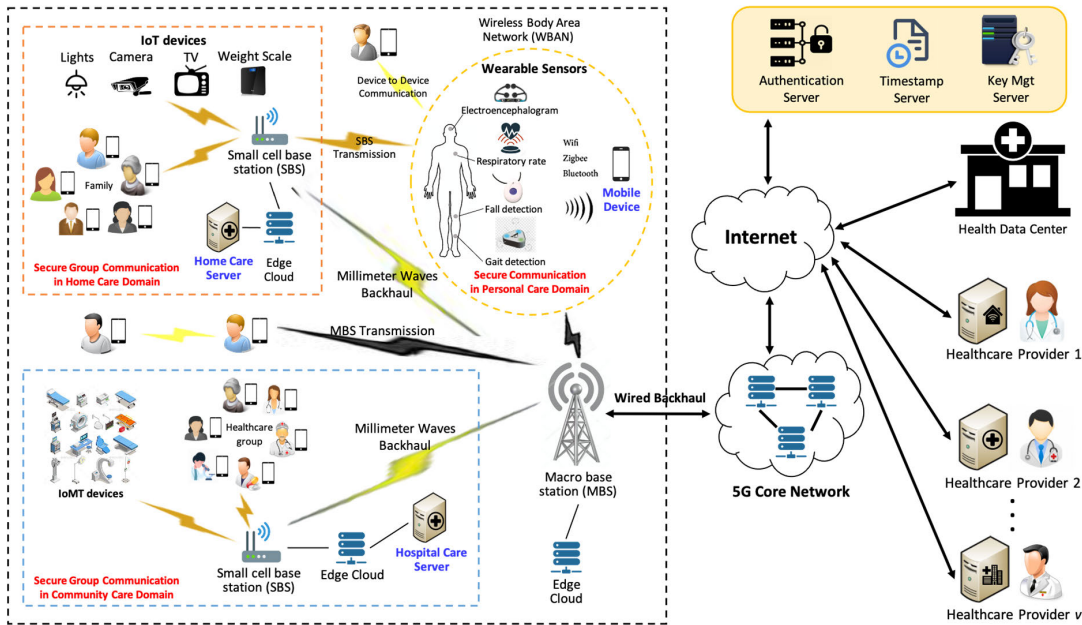 IoT devices
Lights
Camera
TV
Weight Scale
Family
Small cell base
station (SBS)
Home Care
Server
Edge
Cloud
Secure Group Communication
in Home Care Domain
Wireless Body Area
Network (WBAN)
Device to Device
Communication
SBS
Transmission
Wearable Sensors
Electroencephalogram
Respiratory rate
Fall detection
Gait detection
Wifi
Zigbee
Bluetooth
Mobile
Device
Secure Communication
in Personal Care Domain
Millimeter Waves
Backhaul
MBS Transmission
IoMT devices
Healthcare
group
Millimeter Waves
Backhaul
Small cell base
station (SBS)
Edge Cloud
Hospital Care
Server
Secure Group Communication
in Community Care Domain
Macro base
station (MBS)
Edge
Cloud
Wired Backhaul
5G Core Network
Internet
Authentication
Server
Timestamp
Server
Key Mgt
Server
Health Data Center
Healthcare Provider 1
Healthcare Provider 2
Healthcare Provider v